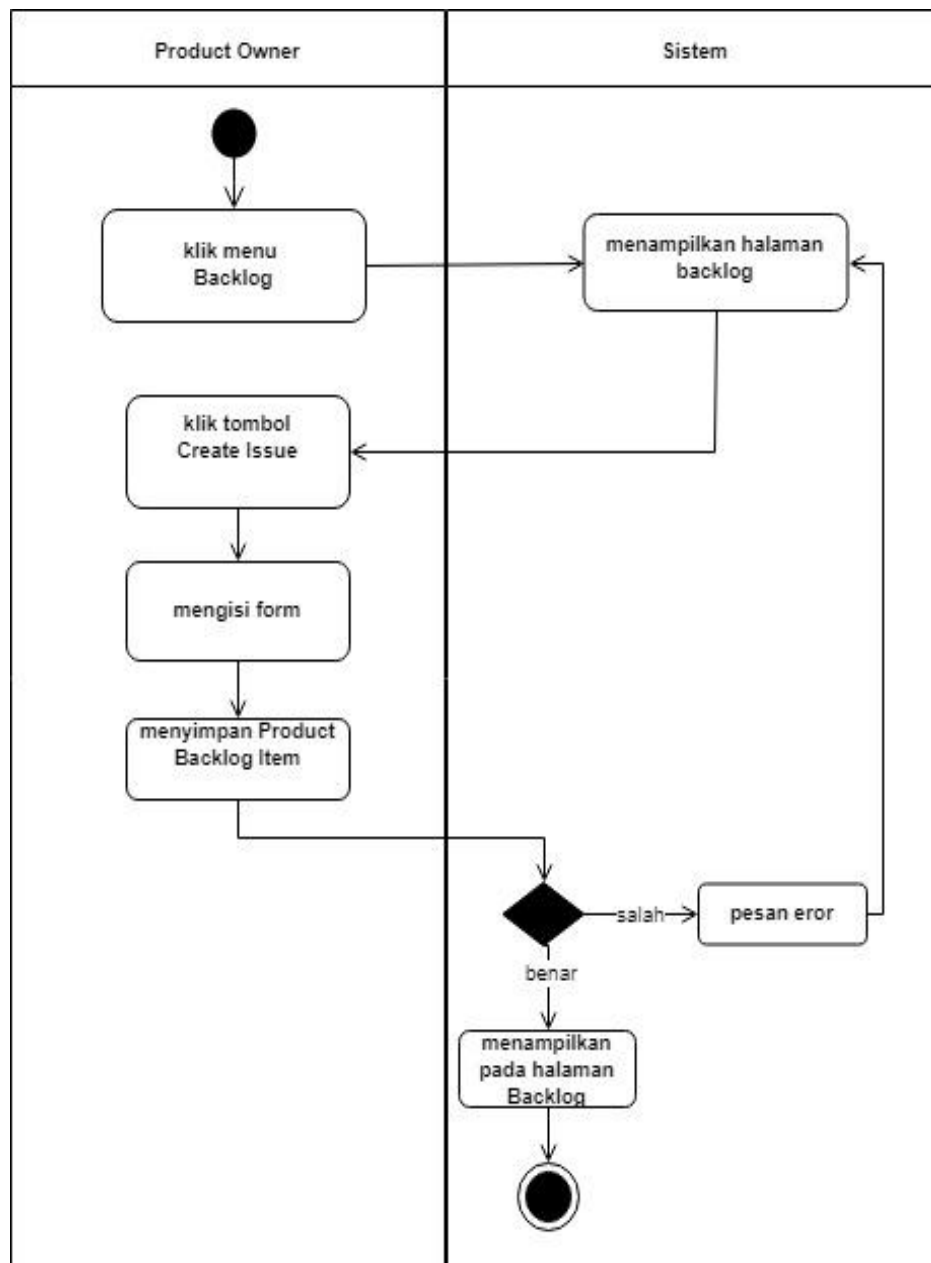 Product Owner
Sistem
klik menu
Backlog
menampilkan halaman
backlog
klik tombol
Create Issue
mengisi form
menyimpan Product
Backlog Item
salah
pesan eror
benar
menampilkan
pada halaman
Backlog